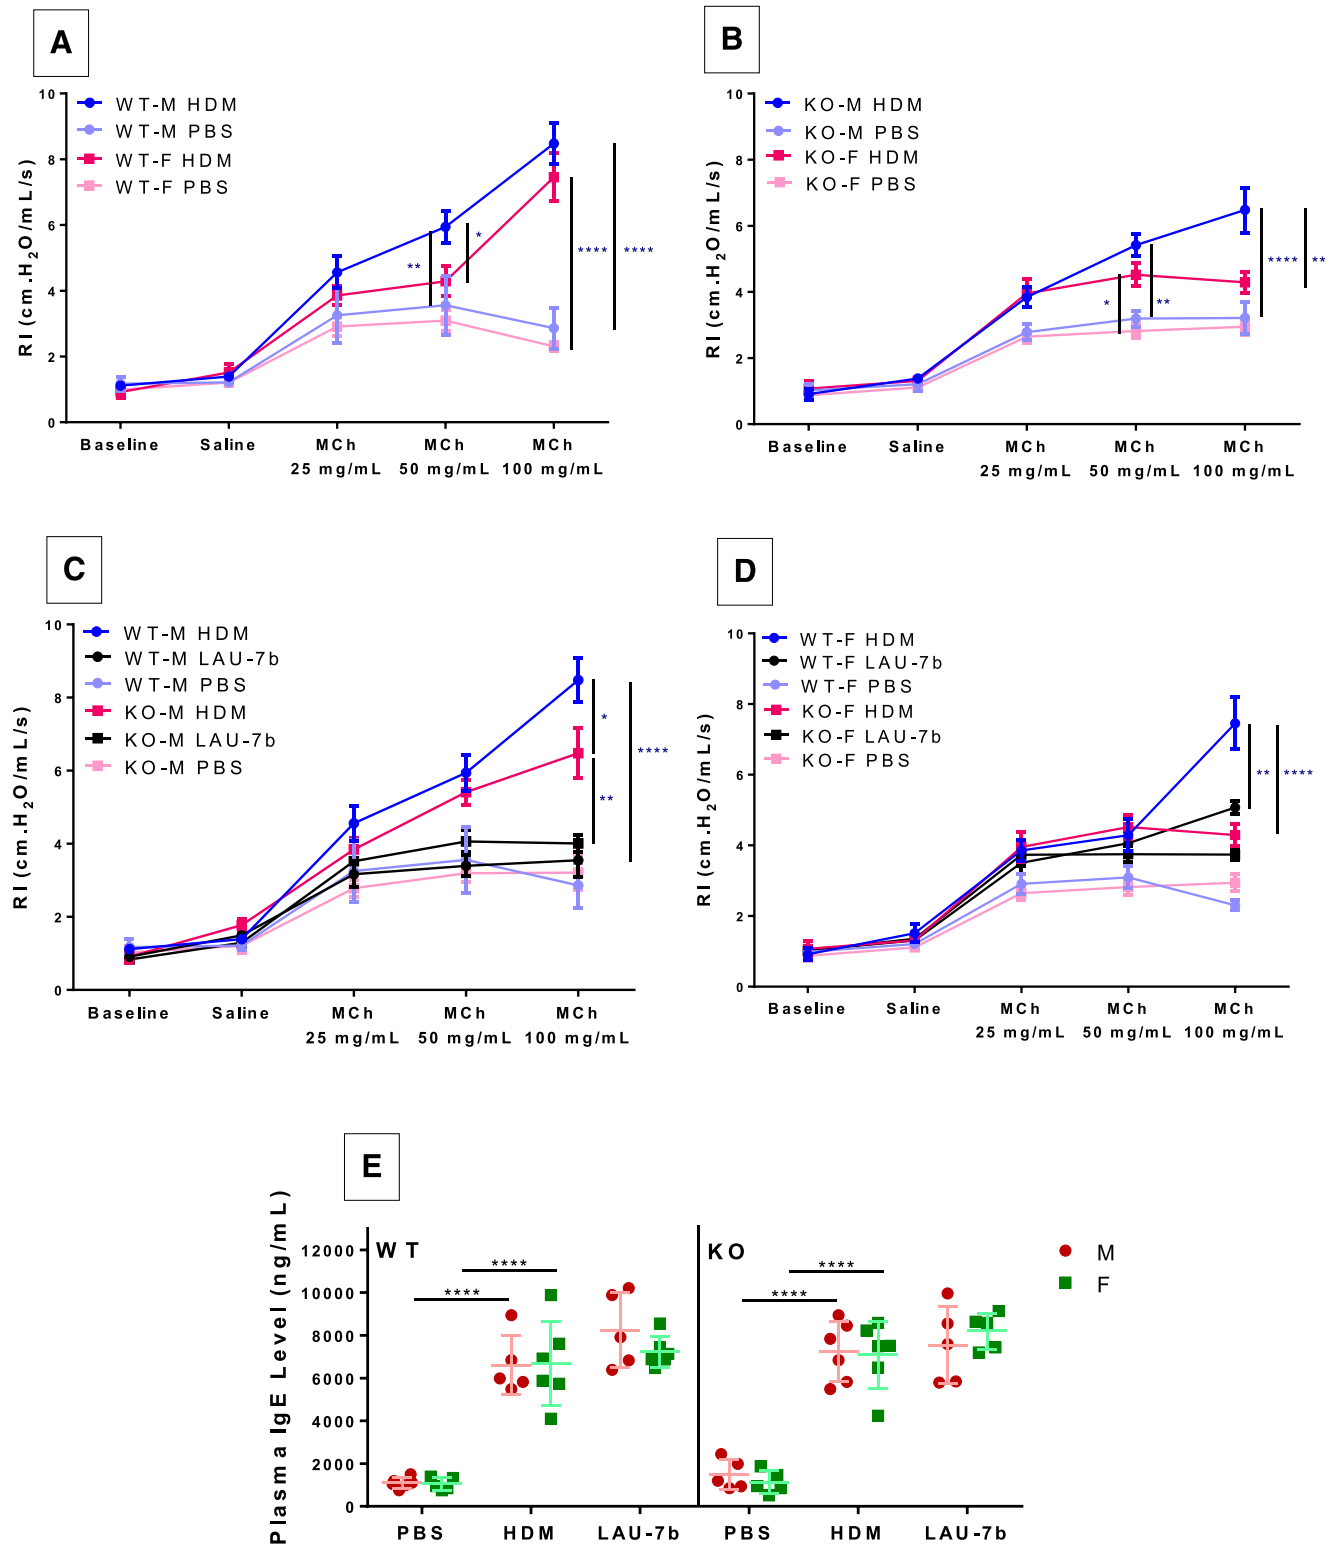 A
RI (cm.H2O/mL/s)
10
8
6
4
2
0
WT-M HDM
WT-M PBS
WT-F HDM
WT-F PBS
**
*
****
****
Baseline
Saline
MCh
25 mg/mL
MCh
50 mg/mL
MCh
100 mg/mL
B
RI (cm.H2O/mL/s)
10
8
6
4
2
0
KO-M HDM
KO-M PBS
KO-F HDM
KO-F PBS
*
**
****
**
Baseline
Saline
MCh
25 mg/mL
MCh
50 mg/mL
MCh
100 mg/mL
C
RI (cm.H2O/mL/s)
10
8
6
4
2
0
WT-M HDM
WT-M LAU-7b
WT-M PBS
KO-M HDM
KO-M LAU-7b
KO-M PBS
*
**
****
Baseline
Saline
MCh
25 mg/mL
MCh
50 mg/mL
MCh
100 mg/mL
D
RI (cm.H2O/mL/s)
10
8
6
4
2
0
WT-F HDM
WT-F LAU-7b
WT-F PBS
KO-F HDM
KO-F LAU-7b
KO-F PBS
**
****
Baseline
Saline
MCh
25 mg/mL
MCh
50 mg/mL
MCh
100 mg/mL
E
Plasma IgE Level (ng/mL)
12000
10000
8000
6000
4000
2000
0
WT
****
****
KO
****
****
M
F
PBS
HDM
LAU-7b
PBS
HDM
LAU-7b